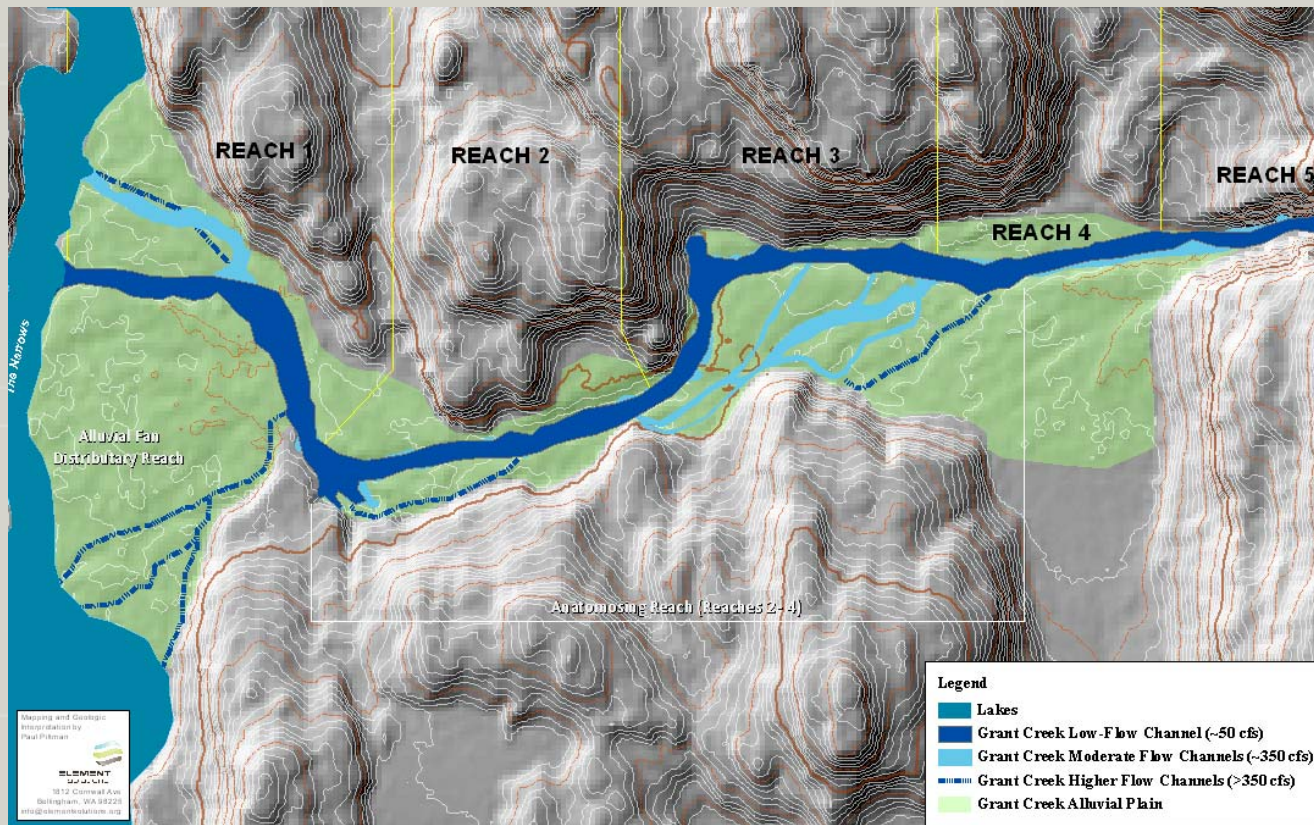 REACH 1
REACH 2
REACH 3
REACH 4
REACH 5
The Narrows
Alluvial Fan
Distributary Reach
Anatomosing Reach (Reaches 2- 4)
Legend
Lakes
Grant Creek Low-Flow Channel (~50 cfs)
Grant Creek Moderate Flow Channels (~350 cfs)
Grant Creek Higher Flow Channels (>350 cfs)
Grant Creek Alluvial Plain
Mapping and Geologic
Interpretation by
Paul Pittman
ELEMENT
1812 Cornwall Ave
Bellingham, WA 98225
info@elementsolutions.org